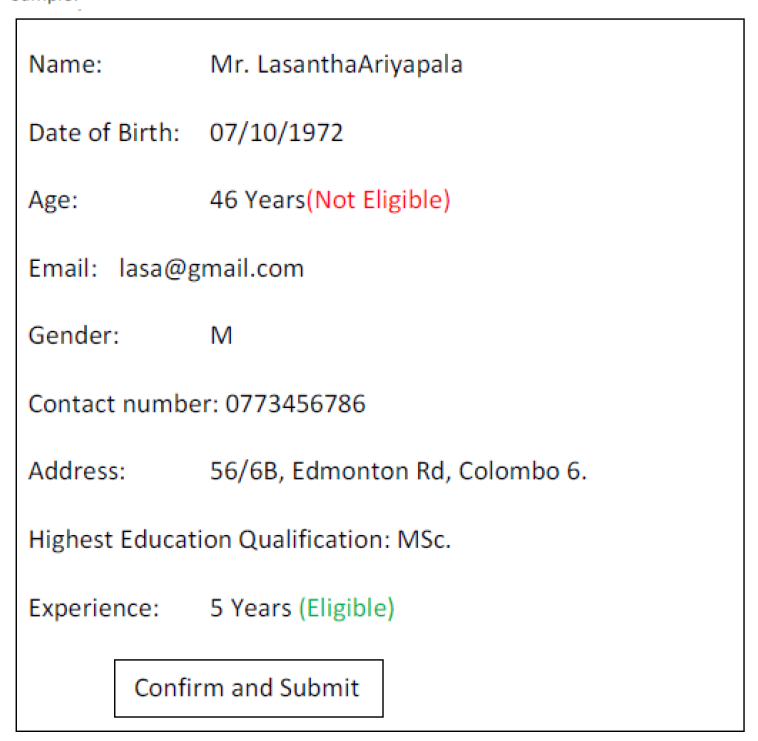 Sample:
Name: Mr. LasanthaAriyapala
Date of Birth: 07/10/1972
Age: 46 Years(Not Eligible)
Email: lasa@gmail.com
Gender: M
Contact number: 0773456786
Address: 56/6B, Edmonton Rd, Colombo 6.
Highest Education Qualification: MSc.
Experience: 5 Years (Eligible)
Confirm and Submit